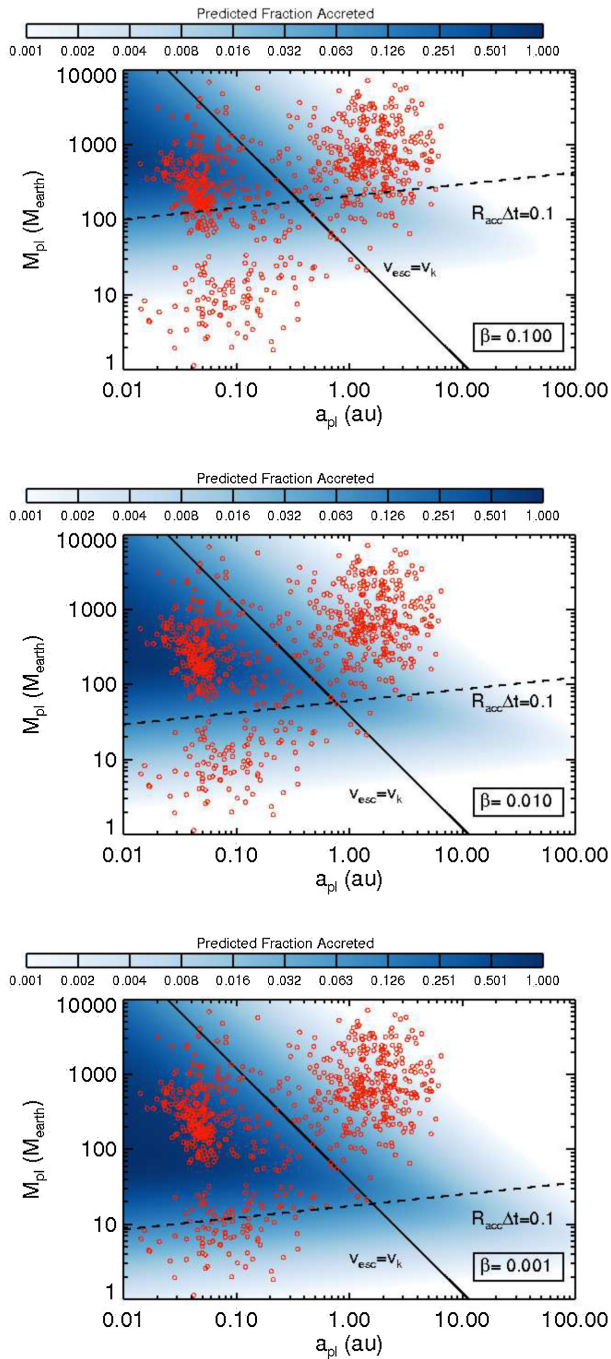 Predicted Fraction Accreted
0.001 0.002 0.004 0.008 0.016 0.032 0.063 0.126 0.251 0.501 1.000
10000
1000
100
10
1
M_pl (M_earth)
R_acc Δt=0.1
v_esc=v_k
β= 0.100
0.01 0.10 1.00 10.00 100.00
a_pl (au)
Predicted Fraction Accreted
0.001 0.002 0.004 0.008 0.016 0.032 0.063 0.126 0.251 0.501 1.000
10000
1000
100
10
1
M_pl (M_earth)
R_acc Δt=0.1
v_esc=v_k
β= 0.010
0.01 0.10 1.00 10.00 100.00
a_pl (au)
Predicted Fraction Accreted
0.001 0.002 0.004 0.008 0.016 0.032 0.063 0.126 0.251 0.501 1.000
10000
1000
100
10
1
M_pl (M_earth)
R_acc Δt=0.1
v_esc=v_k
β= 0.001
0.01 0.10 1.00 10.00 100.00
a_pl (au)